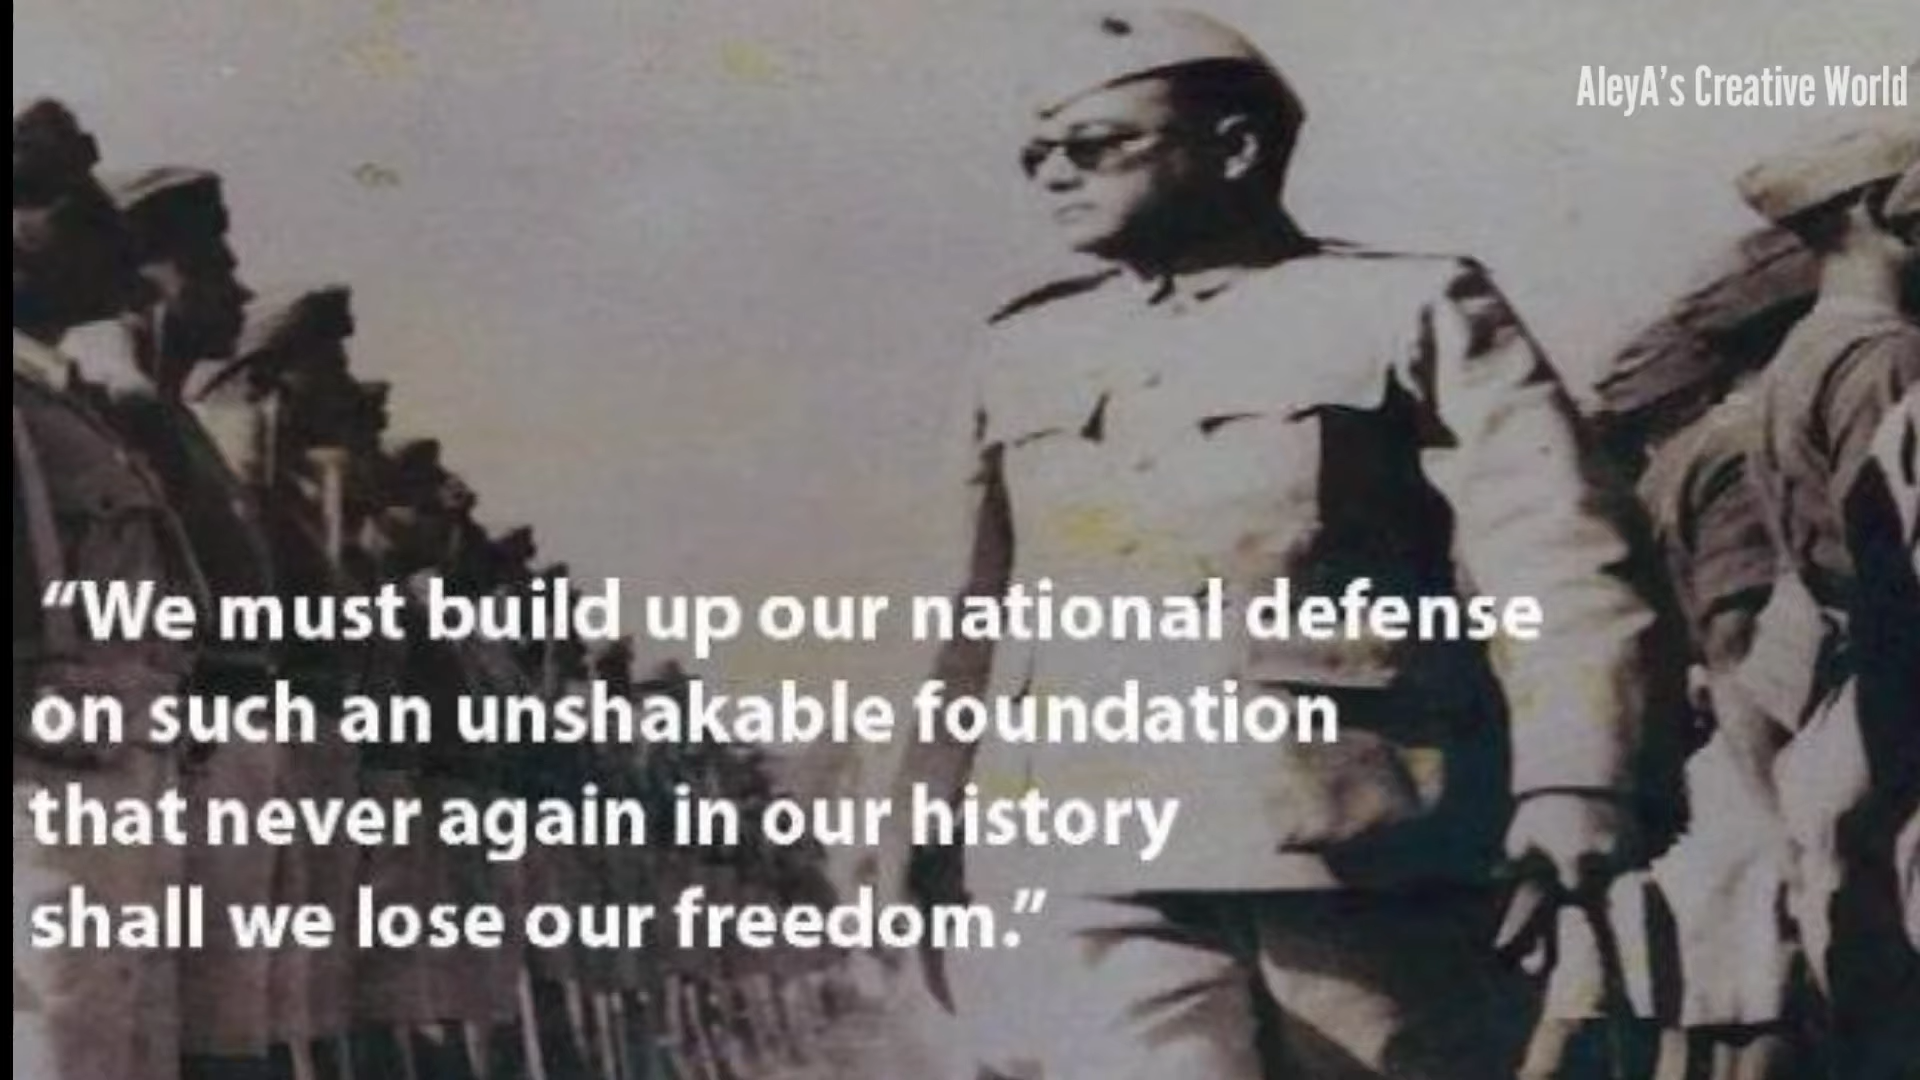 AleyA's Creative World
“We must build up our national defense
on such an unshakable foundation
that never again in our history
shall we lose our freedom.”